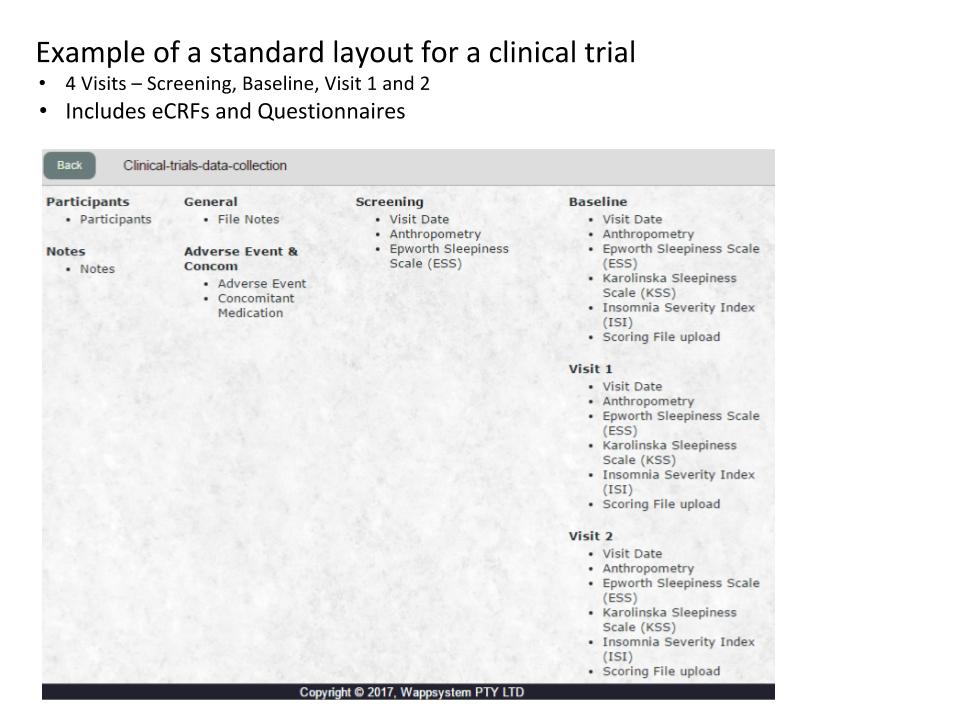 Example of a standard layout for a clinical trial
• 4 Visits – Screening, Baseline, Visit 1 and 2
• Includes eCRFs and Questionnaires
Back
Clinical-trials-data-collection
Participants
• Participants
Notes
• Notes
General
• File Notes
Adverse Event &
Concom
• Adverse Event
• Concomitant
Medication
Screening
• Visit Date
• Anthropometry
• Epworth Sleepiness
Scale (ESS)
Baseline
• Visit Date
• Anthropometry
• Epworth Sleepiness Scale
(ESS)
• Karolinska Sleepiness
Scale (KSS)
• Insomnia Severity Index
(ISI)
• Scoring File upload
Visit 1
• Visit Date
• Anthropometry
• Epworth Sleepiness Scale
(ESS)
• Karolinska Sleepiness
Scale (KSS)
• Insomnia Severity Index
(ISI)
• Scoring File upload
Visit 2
• Visit Date
• Anthropometry
• Epworth Sleepiness Scale
(ESS)
• Karolinska Sleepiness
Scale (KSS)
• Insomnia Severity Index
(ISI)
• Scoring File upload
Copyright © 2017, Wappsystem PTY LTD